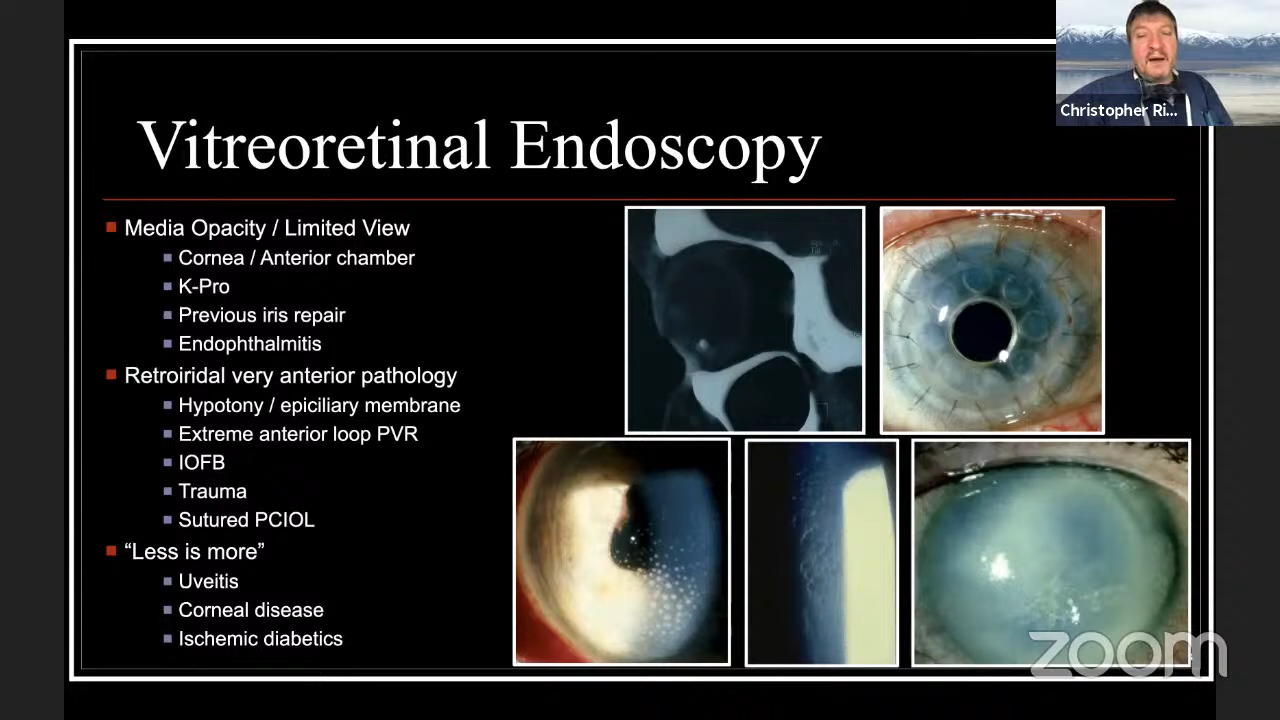 Christopher Ri...
Vitreoretinal Endoscopy
Media Opacity / Limited View
Cornea / Anterior chamber
K-Pro
Previous iris repair
Endophthalmitis
Retroiridal very anterior pathology
Hypotony / epiciliary membrane
Extreme anterior loop PVR
IOFB
Trauma
Sutured PCIOL
“Less is more”
Uveitis
Corneal disease
Ischemic diabetics
zoom